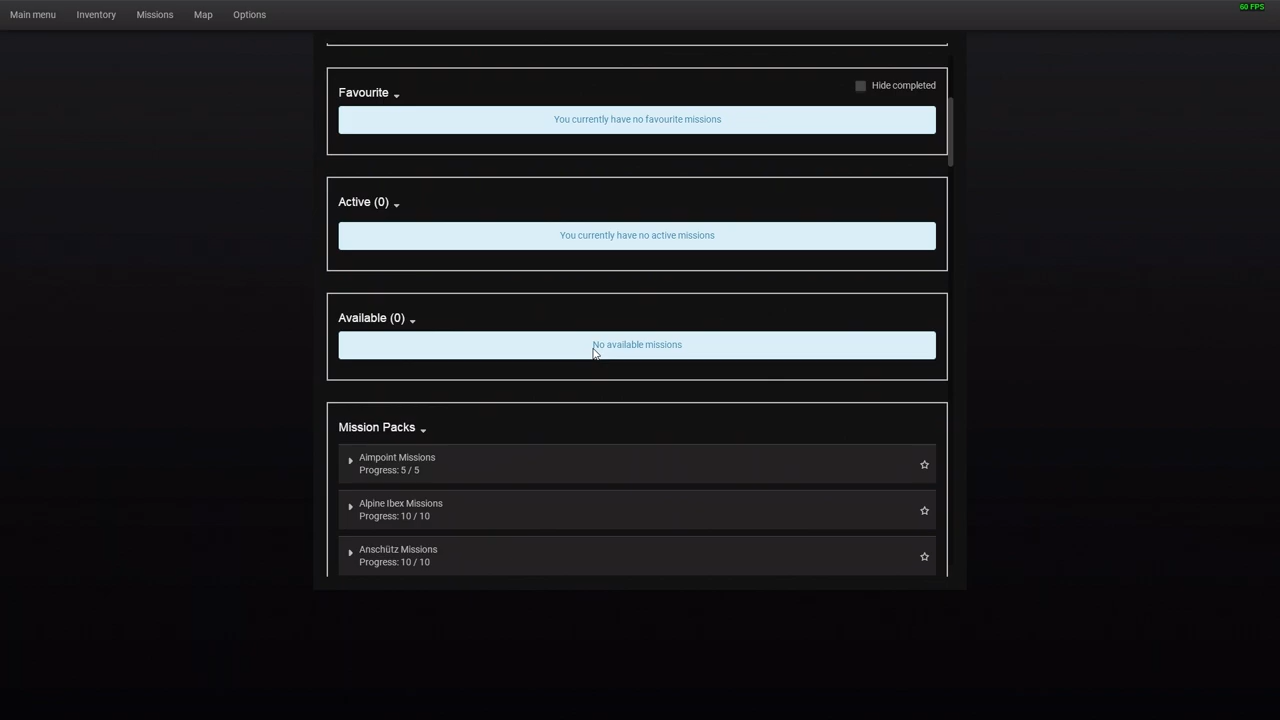 Main menu Inventory Missions Map Options 60 FPS
Favourite Hide completed
You currently have no favourite missions
Active (0)
You currently have no active missions
Available (0)
No available missions
Mission Packs
Aimpoint Missions
Progress: 5 / 5
Alpine Ibex Missions
Progress: 10 / 10
Anschütz Missions
Progress: 10 / 10